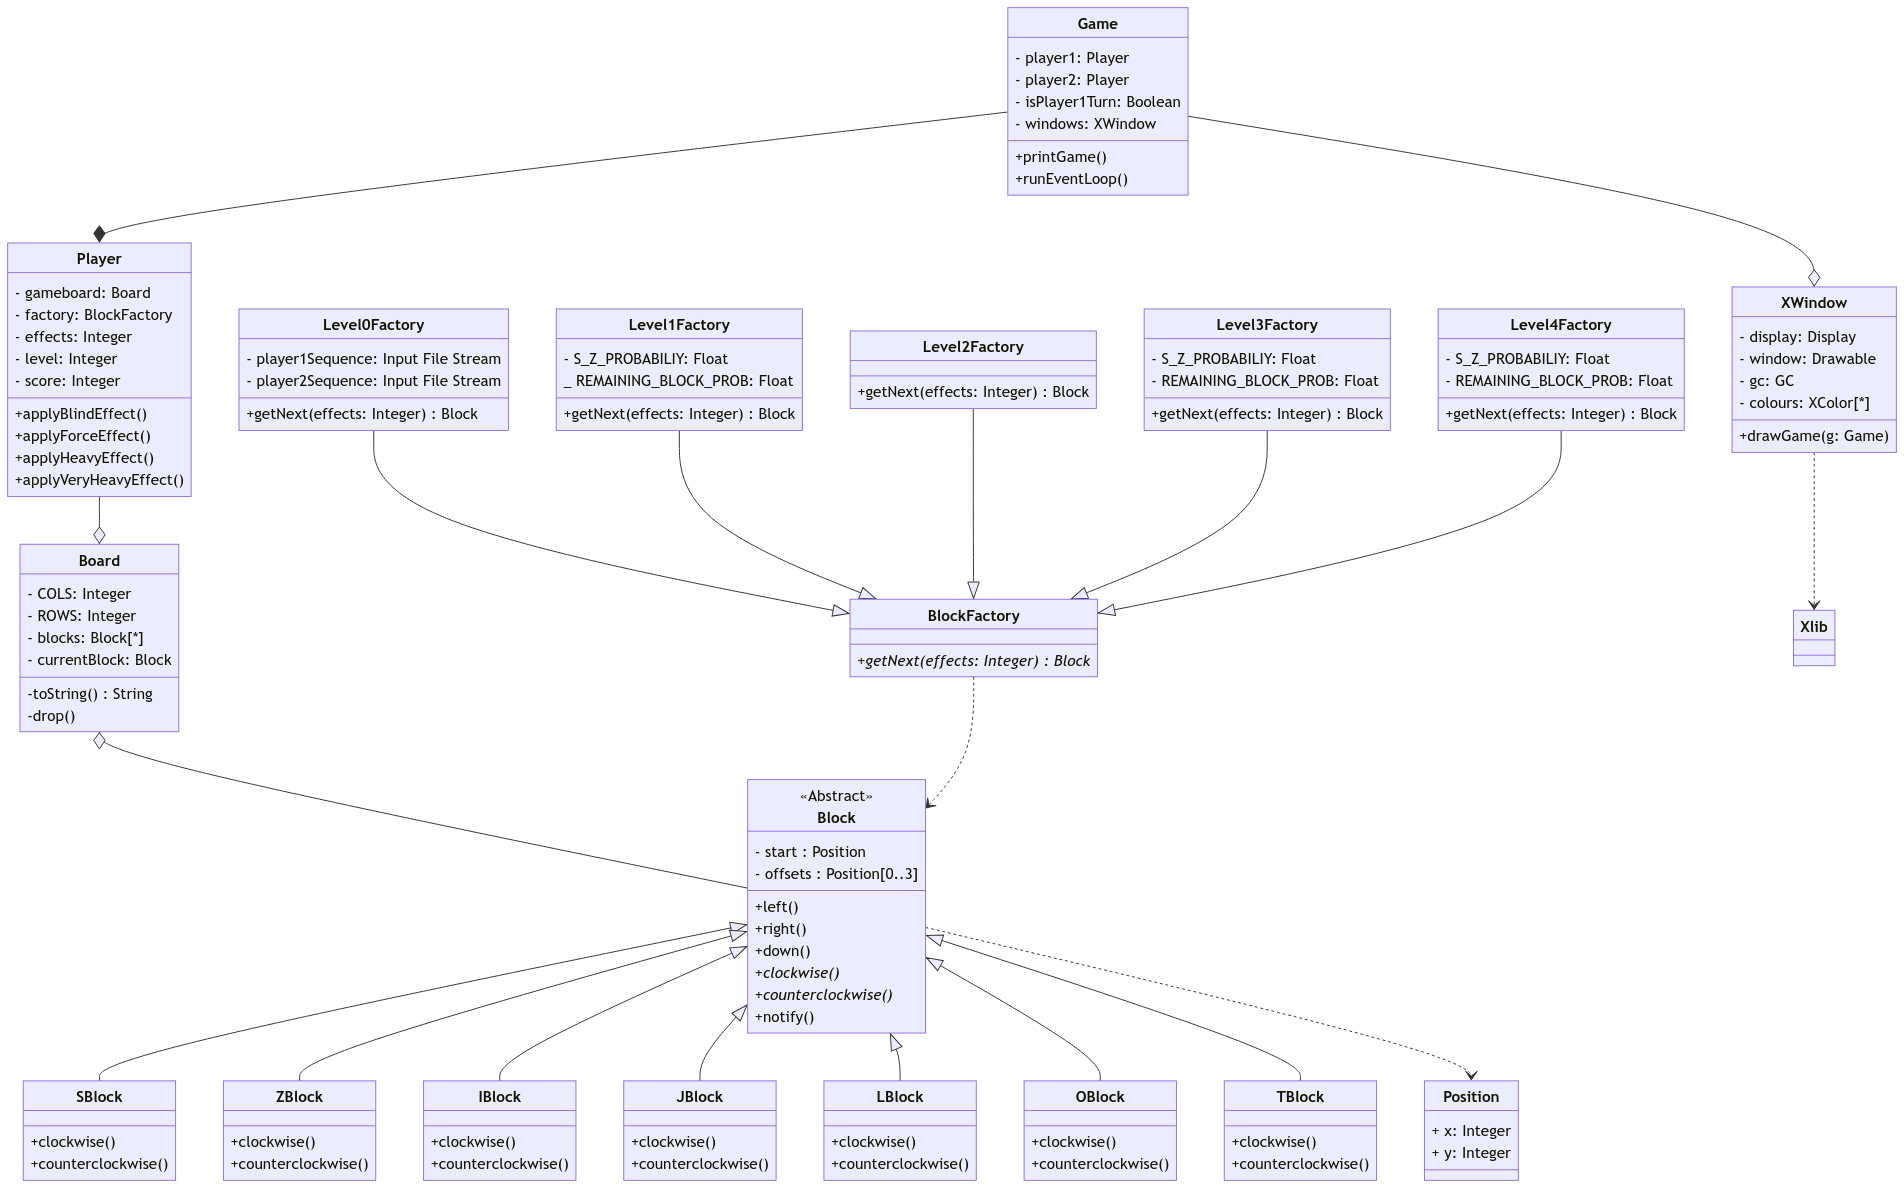 Game
- player1: Player
- player2: Player
- isPlayer1Turn: Boolean
- windows: XWindow
+printGame()
+runEventLoop()
Player
- gameboard: Board
- factory: BlockFactory
- effects: Integer
- level: Integer
- score: Integer
+applyBlindEffect()
+applyForceEffect()
+applyHeavyEffect()
+applyVeryHeavyEffect()
Level0Factory
- player1Sequence: Input File Stream
- player2Sequence: Input File Stream
+getNext(effects: Integer) : Block
Level1Factory
- S_Z_PROBABILIY: Float
_ REMAINING_BLOCK_PROB: Float
+getNext(effects: Integer) : Block
Level2Factory
+getNext(effects: Integer) : Block
Level3Factory
- S_Z_PROBABILIY: Float
- REMAINING_BLOCK_PROB: Float
+getNext(effects: Integer) : Block
Level4Factory
- S_Z_PROBABILIY: Float
- REMAINING_BLOCK_PROB: Float
+getNext(effects: Integer) : Block
XWindow
- display: Display
- window: Drawable
- gc: GC
- colours: XColor[*]
+drawGame(g: Game)
Board
- COLS: Integer
- ROWS: Integer
- blocks: Block[*]
- currentBlock: Block
-toString() : String
-drop()
BlockFactory
+getNext(effects: Integer) : Block
Xlib
«Abstract»
Block
- start : Position
- offsets : Position[0..3]
+left()
+right()
+down()
+clockwise()
+counterclockwise()
+notify()
SBlock
+clockwise()
+counterclockwise()
ZBlock
+clockwise()
+counterclockwise()
IBlock
+clockwise()
+counterclockwise()
JBlock
+clockwise()
+counterclockwise()
LBlock
+clockwise()
+counterclockwise()
OBlock
+clockwise()
+counterclockwise()
TBlock
+clockwise()
+counterclockwise()
Position
+ x: Integer
+ y: Integer